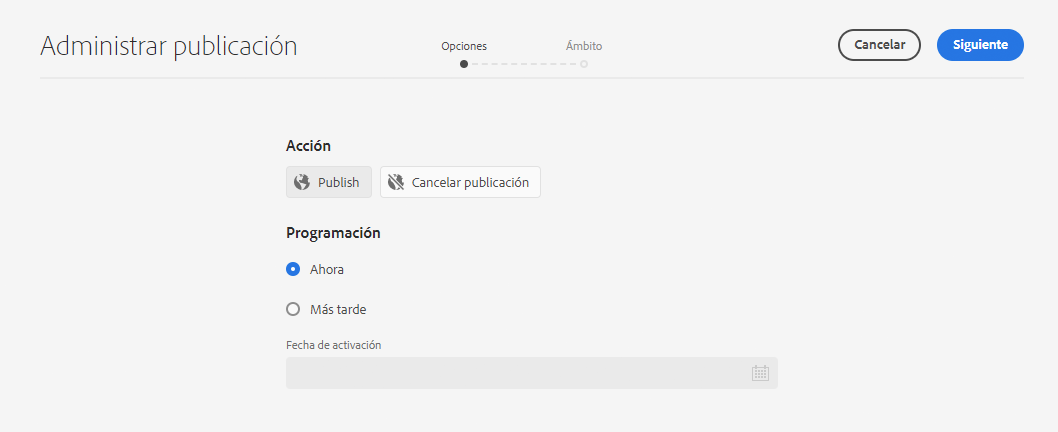 Administrar publicación
Opciones
Ámbito
Cancelar
Siguiente
Acción
Publish
Cancelar publicación
Programación
Ahora
Más tarde
Fecha de activación